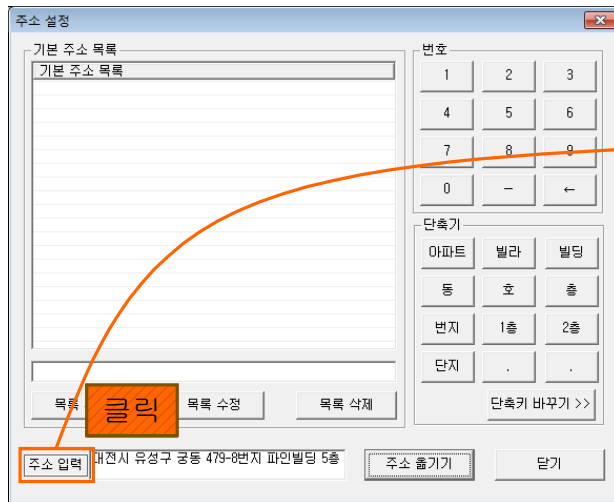 주소 설정
기본 주소 목록
기본 주소 목록
번호
1 2 3
4 5 6
7 8 9
0 - ←
단축기
아파트 빌라 빌딩
동 호 층
번지 1층 2층
단지 . .
목록 클릭 목록 수정 목록 삭제
단축키 바꾸기 >>
주소 입력 대전시 유성구 궁동 479-8번지 파인빌딩 5층 주소 옮기기 닫기